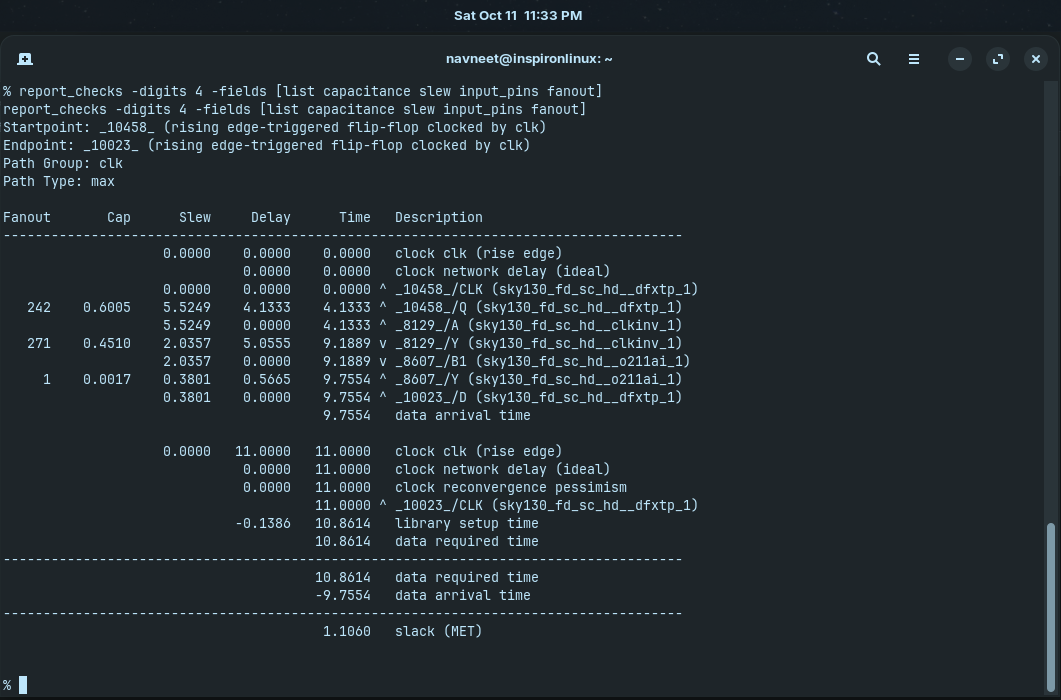 Sat Oct 11 11:33 PM
navneet@inspironlinux: ~
% report_checks -digits 4 -fields [list capacitance slew input_pins fanout]
report_checks -digits 4 -fields [list capacitance slew input_pins fanout]
Startpoint: _10458_ (rising edge-triggered flip-flop clocked by clk)
Endpoint: _10023_ (rising edge-triggered flip-flop clocked by clk)
Path Group: clk
Path Type: max

Fanout       Cap      Slew     Delay      Time   Description
-------------------------------------------------------------------------------------
                    0.0000    0.0000    0.0000   clock clk (rise edge)
                              0.0000    0.0000   clock network delay (ideal)
                    0.0000    0.0000    0.0000 ^ _10458_/CLK (sky130_fd_sc_hd__dfxtp_1)
   242    0.6005    5.5249    4.1333    4.1333 ^ _10458_/Q (sky130_fd_sc_hd__dfxtp_1)
                    5.5249    0.0000    4.1333 ^ _8129_/A (sky130_fd_sc_hd__clkinv_1)
   271    0.4510    2.0357    5.0555    9.1889 v _8129_/Y (sky130_fd_sc_hd__clkinv_1)
                    2.0357    0.0000    9.1889 v _8607_/B1 (sky130_fd_sc_hd__o211ai_1)
     1    0.0017    0.3801    0.5665    9.7554 ^ _8607_/Y (sky130_fd_sc_hd__o211ai_1)
                    0.3801    0.0000    9.7554 ^ _10023_/D (sky130_fd_sc_hd__dfxtp_1)
                                        9.7554   data arrival time

                    0.0000   11.0000   11.0000   clock clk (rise edge)
                              0.0000   11.0000   clock network delay (ideal)
                              0.0000   11.0000   clock reconvergence pessimism
                                       11.0000 ^ _10023_/CLK (sky130_fd_sc_hd__dfxtp_1)
                             -0.1386   10.8614   library setup time
                                       10.8614   data required time
-------------------------------------------------------------------------------------
                                       10.8614   data required time
                                       -9.7554   data arrival time
-------------------------------------------------------------------------------------
                                        1.1060   slack (MET)

%